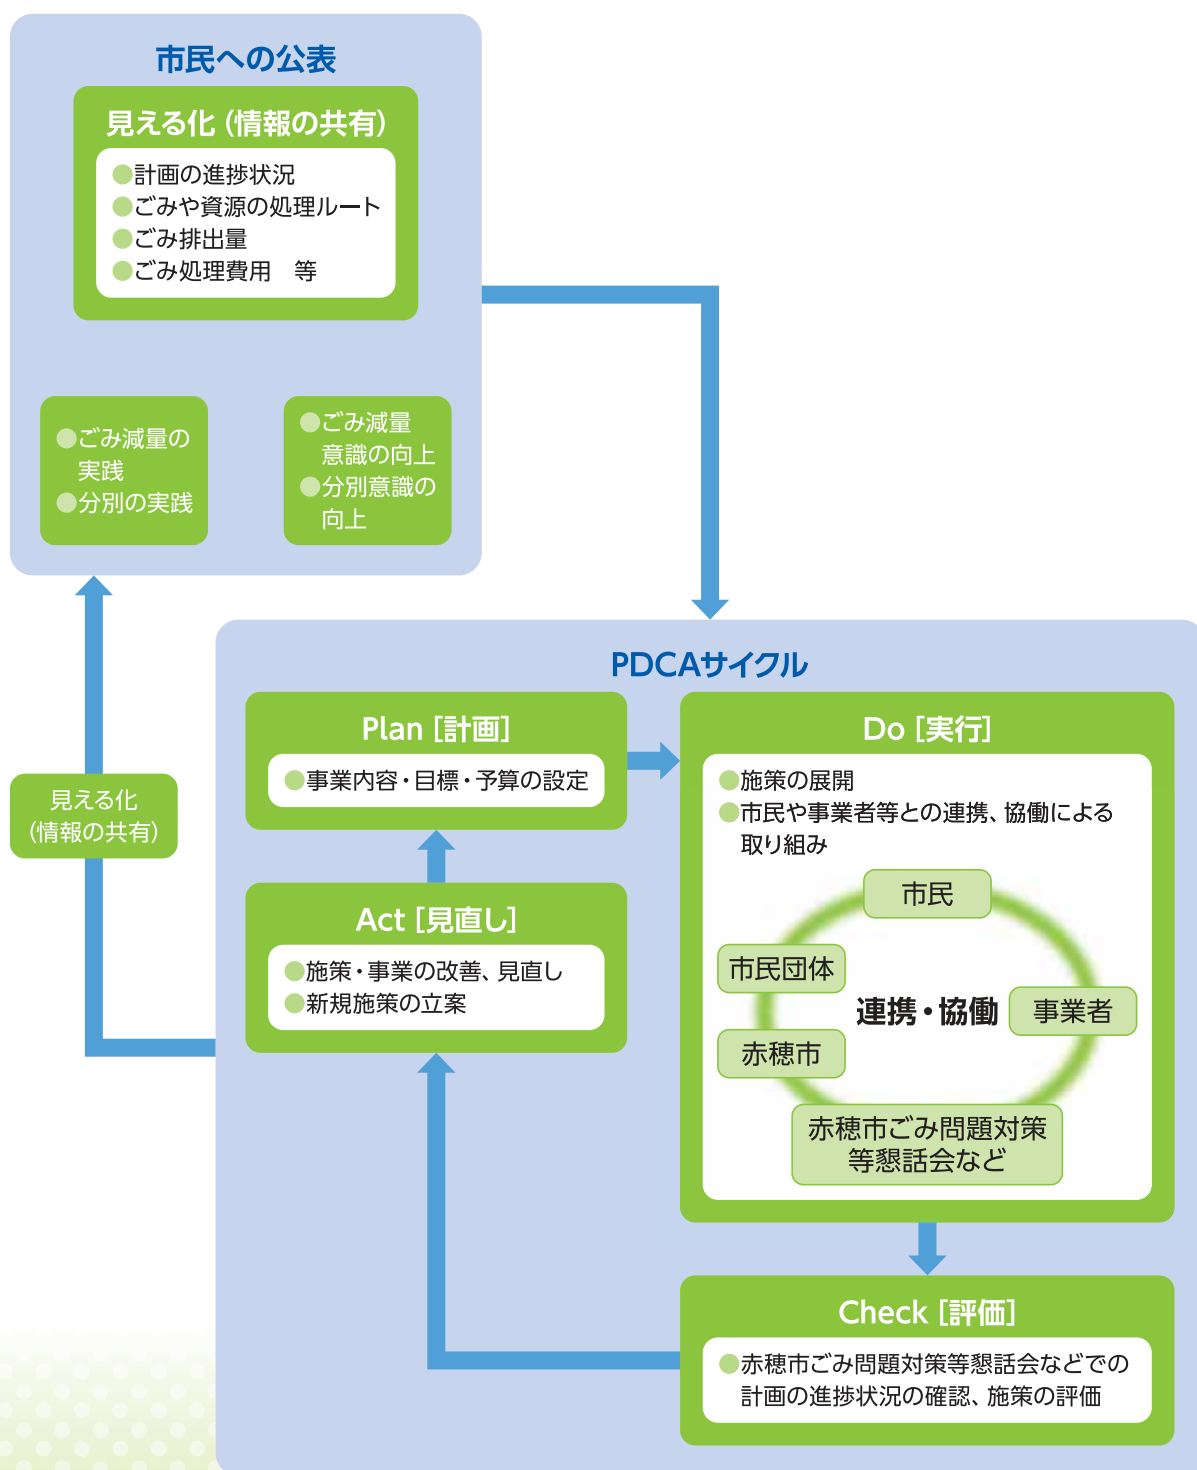 市民への公表
見える化（情報の共有）
●計画の進捗状況
●ごみや資源の処理ルート
●ごみ排出量
●ごみ処理費用　等
●ごみ減量の
実践
●分別の実践
●ごみ減量
意識の向上
●分別意識の
向上
見える化
（情報の共有）
PDCAサイクル
Plan［計画］
●事業内容・目標・予算の設定
Do［実行］
●施策の展開
●市民や事業者等との連携、協働による
取り組み
市民
市民団体
連携・協働
事業者
赤穂市
赤穂市ごみ問題対策
等懇話会など
Act［見直し］
●施策・事業の改善、見直し
●新規施策の立案
Check［評価］
●赤穂市ごみ問題対策等懇話会などでの
計画の進捗状況の確認、施策の評価